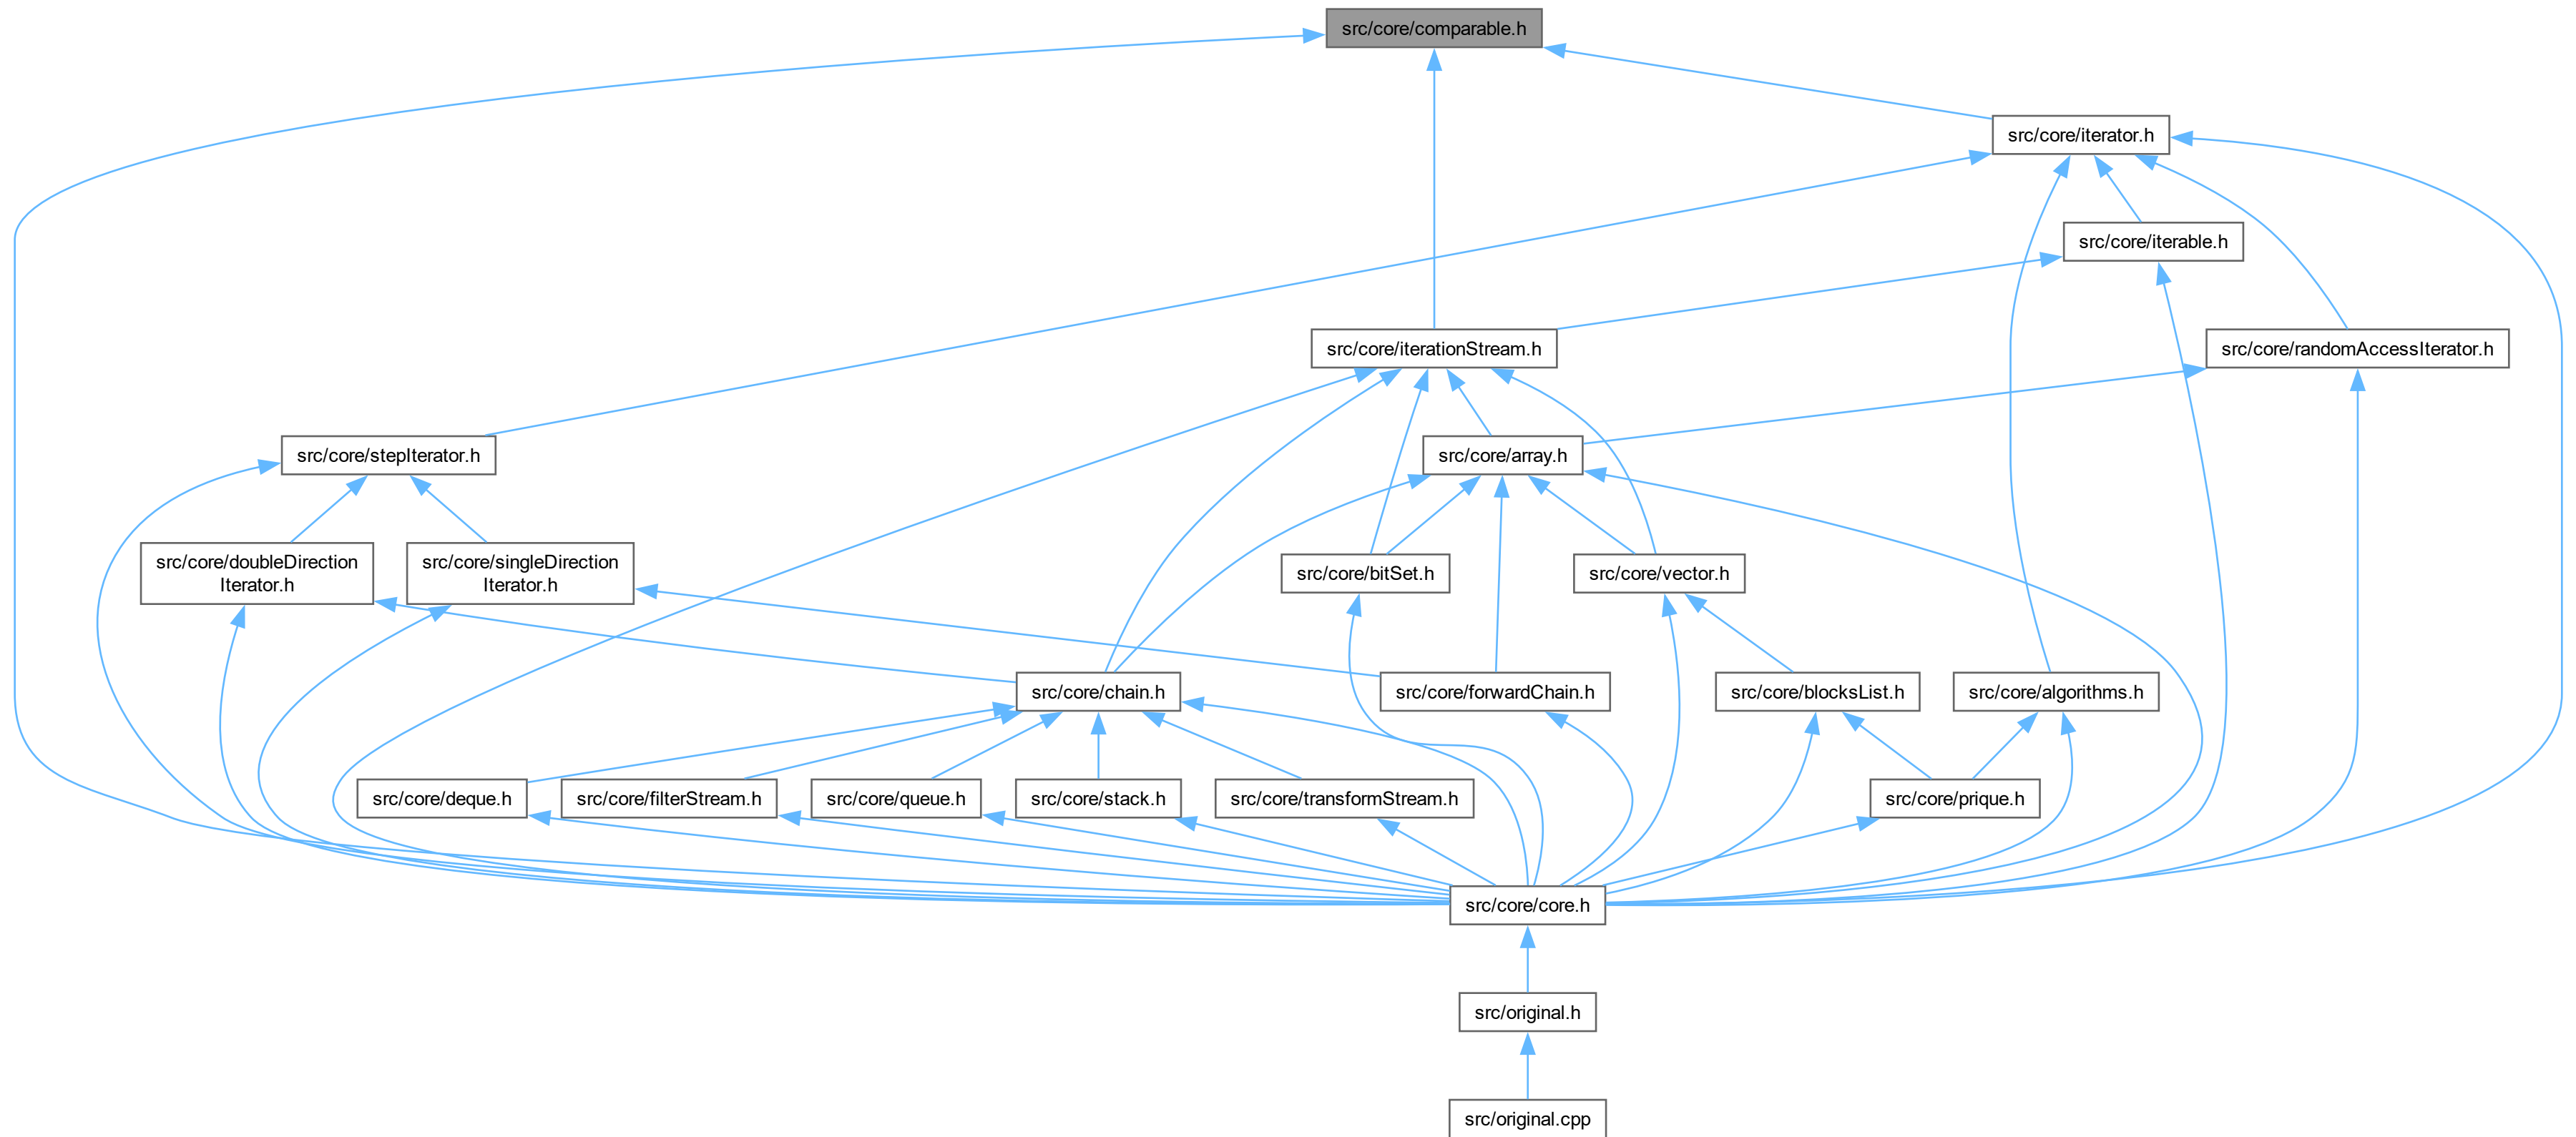 src/core/comparable.h
src/core/iterator.h
src/core/iterable.h
src/core/iterationStream.h
src/core/randomAccessIterator.h
src/core/stepIterator.h
src/core/array.h
src/core/doubleDirection
Iterator.h
src/core/singleDirection
Iterator.h
src/core/bitSet.h
src/core/vector.h
src/core/chain.h
src/core/forwardChain.h
src/core/blocksList.h
src/core/algorithms.h
src/core/deque.h
src/core/filterStream.h
src/core/queue.h
src/core/stack.h
src/core/transformStream.h
src/core/prique.h
src/core/core.h
src/original.h
src/original.cpp